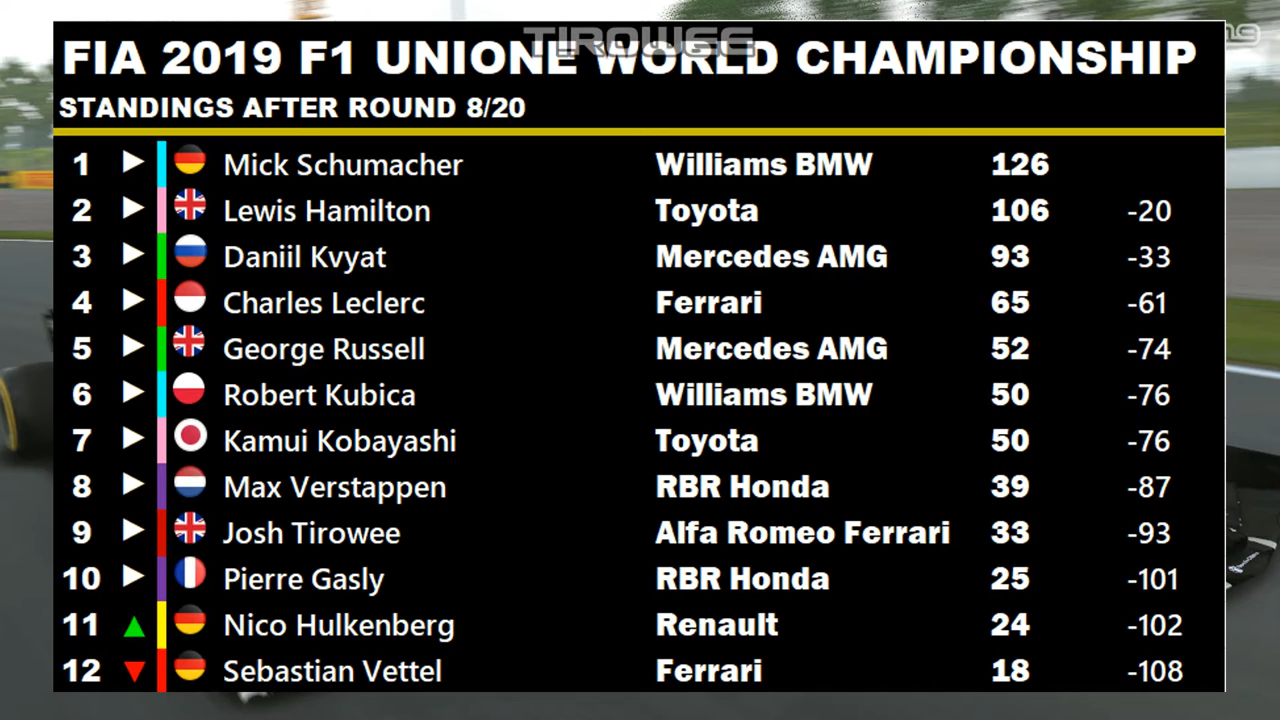 TIROWEE
FIA 2019 F1 UNIONE WORLD CHAMPIONSHIP
STANDINGS AFTER ROUND 8/20
1 Mick Schumacher Williams BMW 126
2 Lewis Hamilton Toyota 106 -20
3 Daniil Kvyat Mercedes AMG 93 -33
4 Charles Leclerc Ferrari 65 -61
5 George Russell Mercedes AMG 52 -74
6 Robert Kubica Williams BMW 50 -76
7 Kamui Kobayashi Toyota 50 -76
8 Max Verstappen RBR Honda 39 -87
9 Josh Tirowee Alfa Romeo Ferrari 33 -93
10 Pierre Gasly RBR Honda 25 -101
11 Nico Hulkenberg Renault 24 -102
12 Sebastian Vettel Ferrari 18 -108